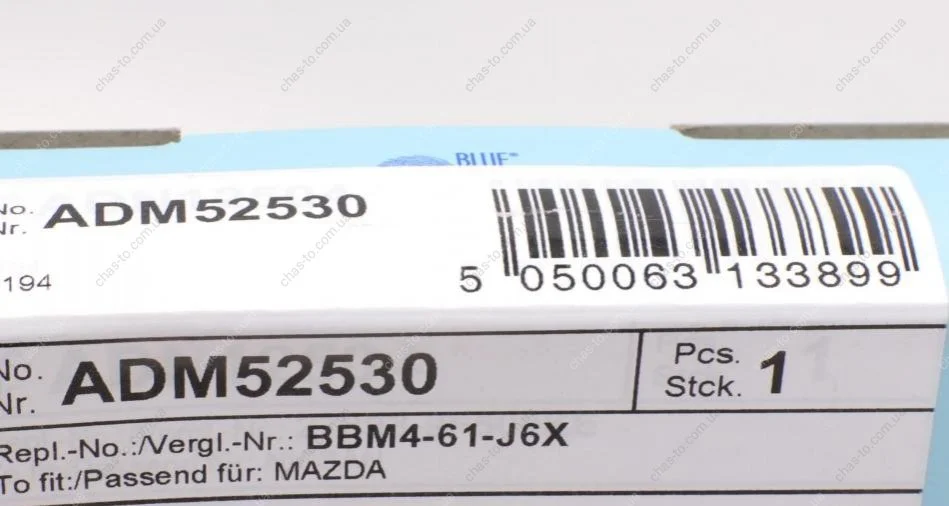 BLUE
No. ADM52530
Nr.
194
5 050063 133899
No. ADM52530
Nr.
Pcs. 1
Stck.
Repl.-No.:/Vergl.-Nr.: BBM4-61-J6X
To fit:/Passend für: MAZDA
chas-to.com.ua